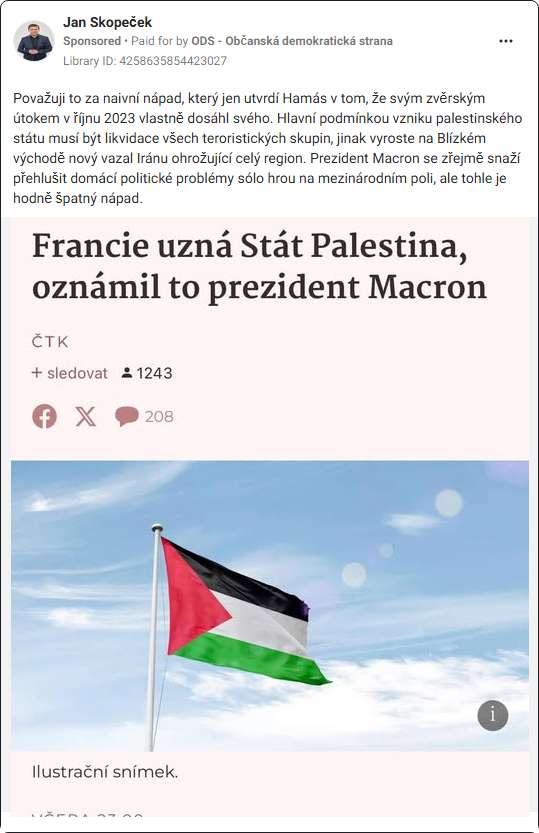 Jan Skopeček
Sponsored • Paid for by ODS - Občanská demokratická strana
Library ID: 4258635854423027
Považuji to za naivní nápad, který jen utvrdí Hamás v tom, že svým zvěrským
útokem v říjnu 2023 vlastně dosáhl svého. Hlavní podmínkou vzniku palestinského
státu musí být likvidace všech teroristických skupin, jinak vyroste na Blízkém
východě nový vazal Iránu ohrožující celý region. Prezident Macron se zřejmě snaží
přehlušit domácí politické problémy sólo hrou na mezinárodním poli, ale tohle je
hodně špatný nápad.
Francie uzná Stát Palestina,
oznámil to prezident Macron
ČTK
+ sledovat 1243
208
i
Ilustrační snímek.